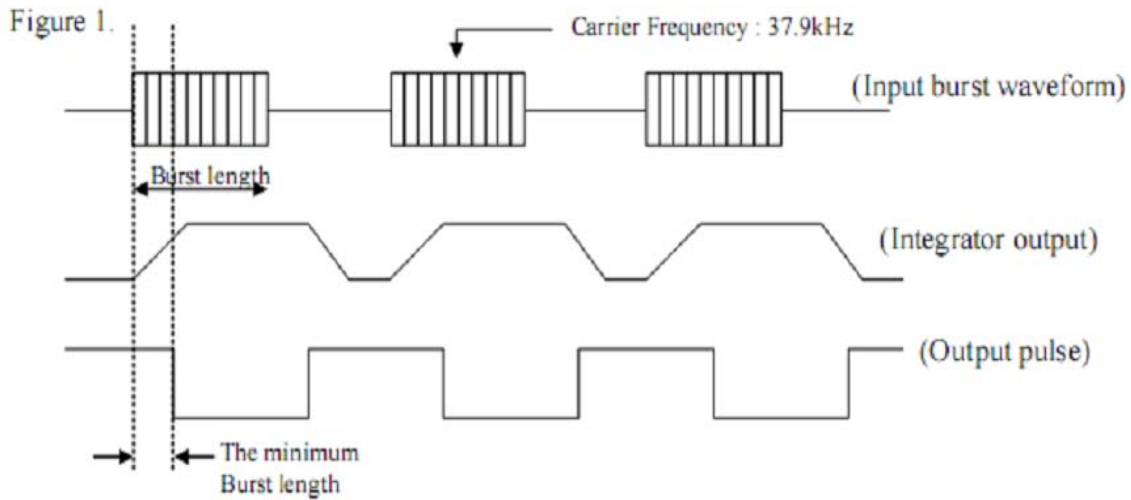 Figure 1.
Carrier Frequency : 37.9kHz
(Input burst waveform)
Burst length
(Integrator output)
(Output pulse)
The minimum
Burst length